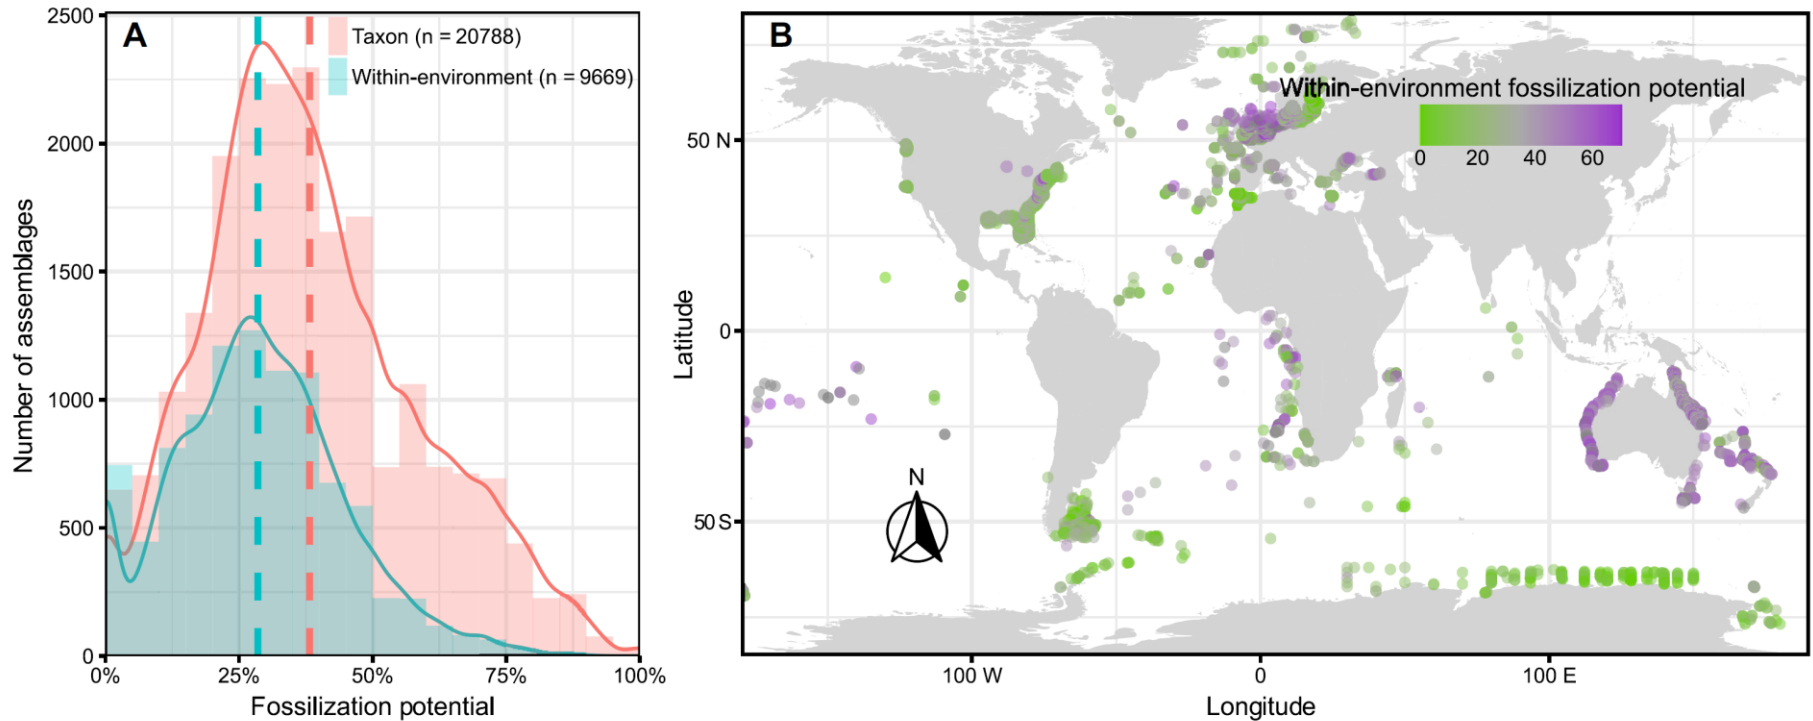 A
Taxon (n = 20788)
Within-environment (n = 9669)
2500
2000
1500
1000
500
0
Number of assemblages
0%
25%
50%
75%
100%
Fossilization potential
B
Within-environment fossilization potential
0
20
40
60
50 N
0
50 S
Latitude
N
100 W
0
100 E
Longitude